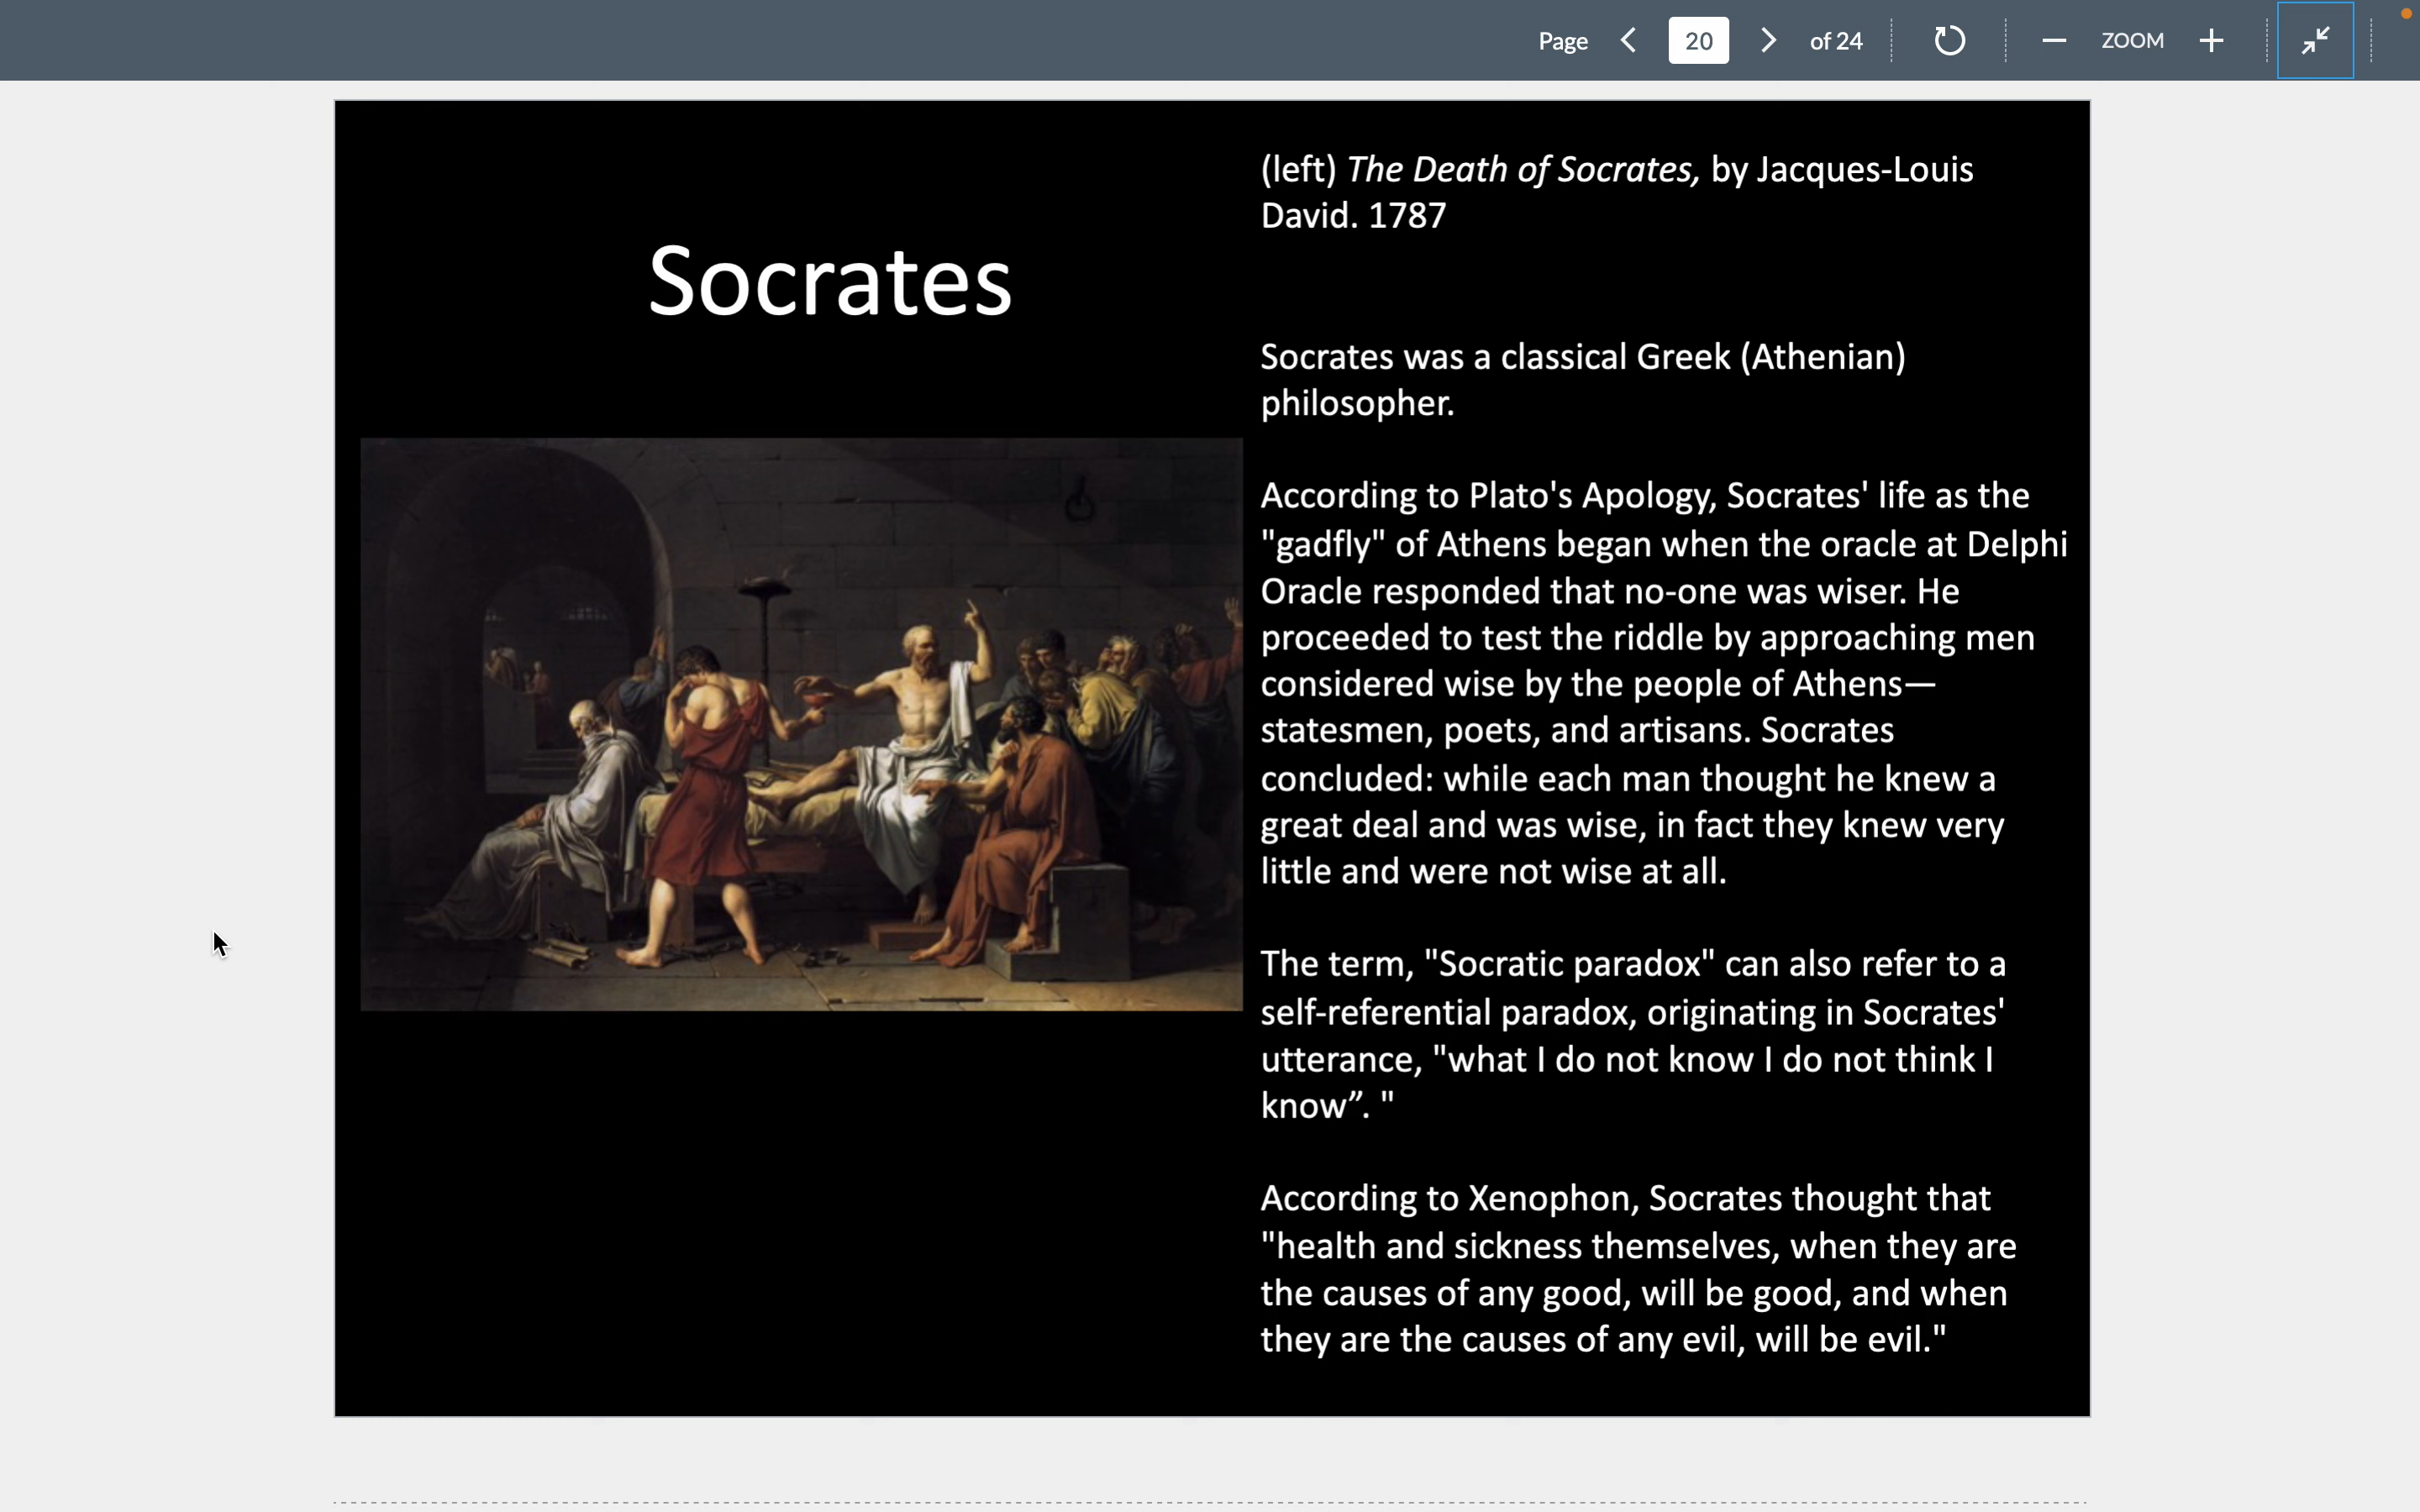 Page 20 of 24 ZOOM
Socrates
(left) The Death of Socrates, by Jacques-Louis
David. 1787
Socrates was a classical Greek (Athenian)
philosopher.
According to Plato's Apology, Socrates' life as the
"gadfly" of Athens began when the oracle at Delphi
Oracle responded that no-one was wiser. He
proceeded to test the riddle by approaching men
considered wise by the people of Athens—
statesmen, poets, and artisans. Socrates
concluded: while each man thought he knew a
great deal and was wise, in fact they knew very
little and were not wise at all.
The term, "Socratic paradox" can also refer to a
self-referential paradox, originating in Socrates'
utterance, "what I do not know I do not think I
know”. "
According to Xenophon, Socrates thought that
"health and sickness themselves, when they are
the causes of any good, will be good, and when
they are the causes of any evil, will be evil."